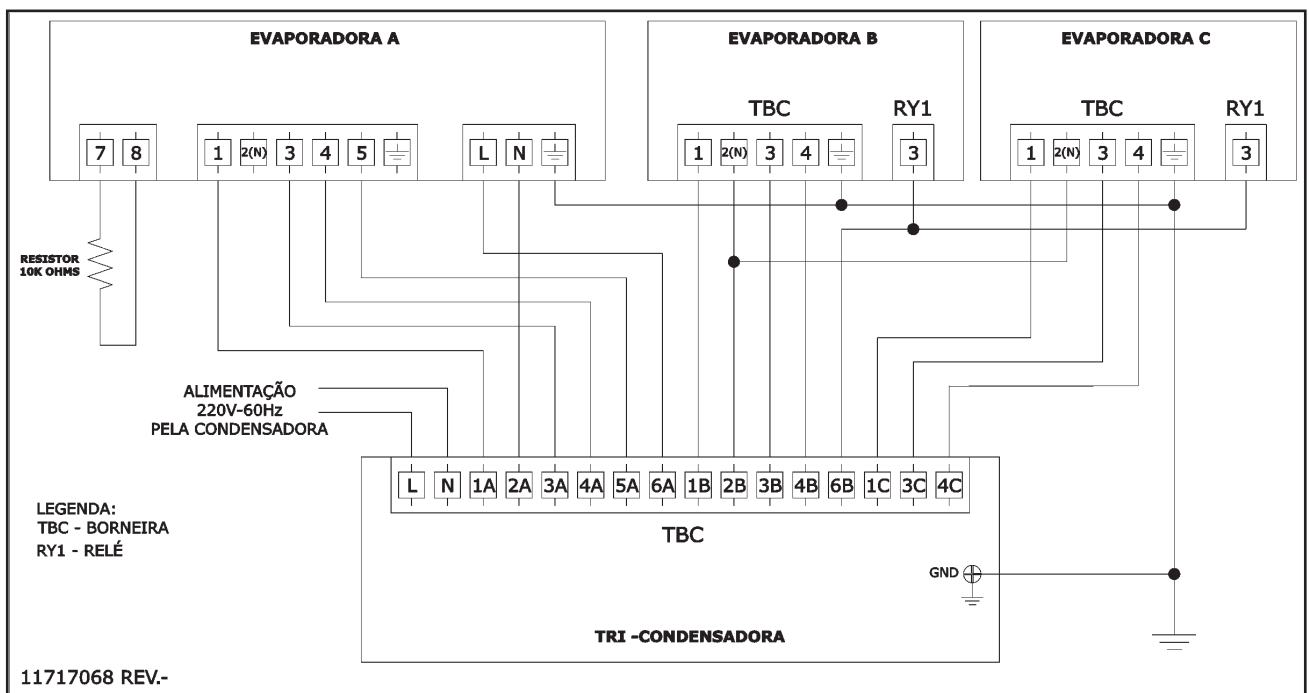 EVAPORADORA A
EVAPORADORA B
EVAPORADORA C
TBC RY1
TBC RY1
7 8
1 2(N) 3 4 5
L N
1 2(N) 3 4
3
1 2(N) 3 4
3
RESISTOR
10K OHMS
ALIMENTAÇÃO
220V-60Hz
PELA CONDENSADORA
L N 1A 2A 3A 4A 5A 6A 1B 2B 3B 4B 6B 1C 3C 4C
TBC
LEGENDA:
TBC - BORNEIRA
RY1 - RELÉ
GND
TRI -CONDENSADORA
11717068 REV.-